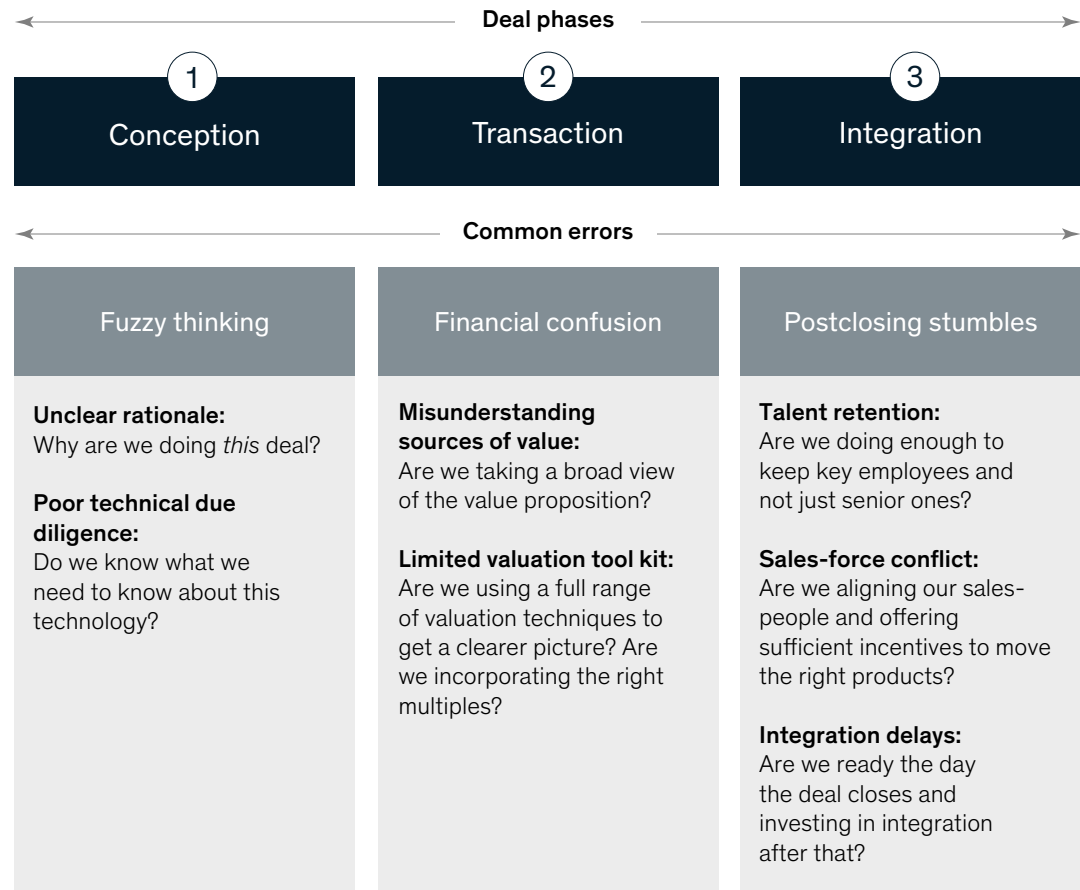 Deal phases
1
Conception
2
Transaction
3
Integration
Common errors
Fuzzy thinking
Unclear rationale:
Why are we doing this deal?
Poor technical due
diligence:
Do we know what we
need to know about this
technology?
Financial confusion
Misunderstanding
sources of value:
Are we taking a broad view
of the value proposition?
Limited valuation tool kit:
Are we using a full range
of valuation techniques to
get a clearer picture? Are
we incorporating the right
multiples?
Postclosing stumbles
Talent retention:
Are we doing enough to
keep key employees and
not just senior ones?
Sales-force conflict:
Are we aligning our sales-
people and offering
sufficient incentives to move
the right products?
Integration delays:
Are we ready the day
the deal closes and
investing in integration
after that?